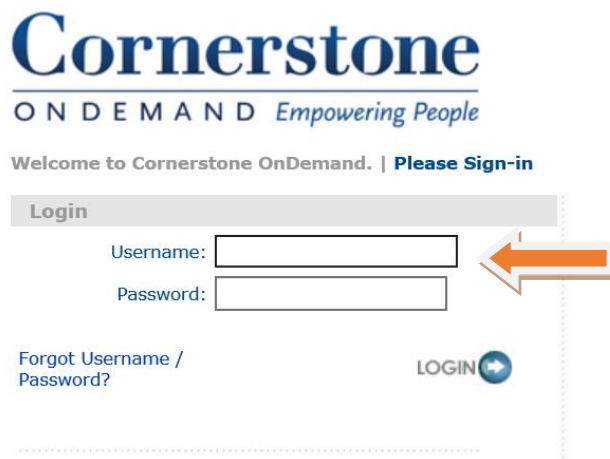 Cornerstone
ONDEMAND Empowering People
Welcome to Cornerstone OnDemand. | Please Sign-in
Login
Username:
Password:
Forgot Username /
Password?
LOGIN